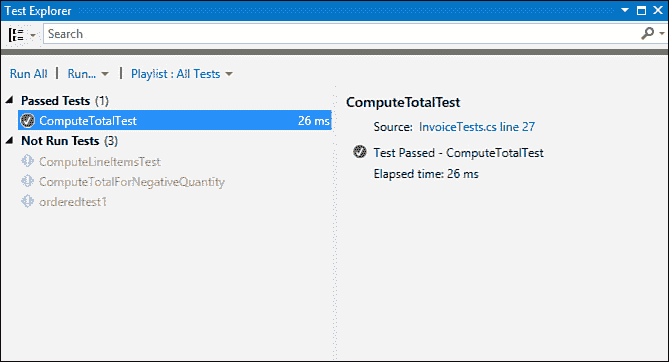 Test Explorer
Search
Run All | Run... | Playlist : All Tests
Passed Tests (1)
ComputeTotalTest 26 ms
Not Run Tests (3)
ComputeLineItemsTest
ComputeTotalForNegativeQuantity
orderedtest1
ComputeTotalTest
Source: InvoiceTests.cs line 27
Test Passed - ComputeTotalTest
Elapsed time: 26 ms